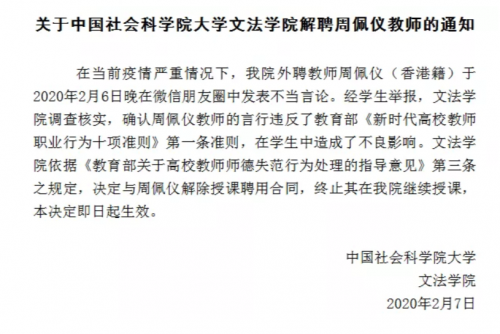 关于中国社会科学院大学文法学院解聘周佩仪教师的通知
在当前疫情严重情况下，我院外聘教师周佩仪（香港籍）于
2020年2月6日晚在微信朋友圈中发表不当言论。经学生举报，文法学
院调查核实，确认周佩仪教师的言行违反了教育部《新时代高校教师
职业行为十项准则》第一条准则，在学生中造成了不良影响。文法学
院依据《教育部关于高校教师师德失范行为处理的指导意见》第三条
之规定，决定与周佩仪解除授课聘用合同，终止其在我院继续授课，
本决定即日起生效。
中国社会科学院大学
文法学院
2020年2月7日